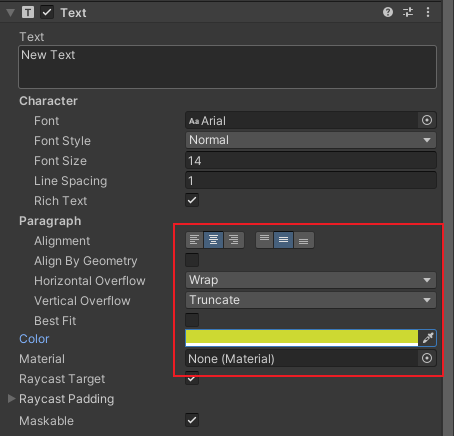 T Text
Text
New Text
Character
Font Aa Arial
Font Style Normal
Font Size 14
Line Spacing 1
Rich Text
Paragraph
Alignment
Align By Geometry
Horizontal Overflow Wrap
Vertical Overflow Truncate
Best Fit
Color
Material None (Material)
Raycast Target
Raycast Padding
Maskable